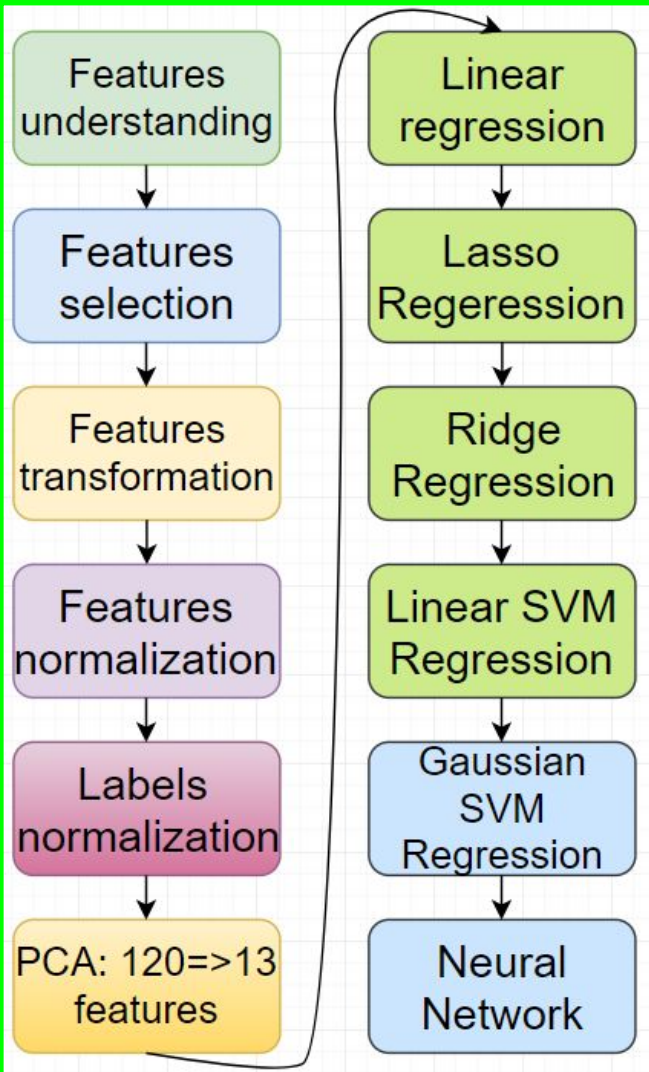 Features
understanding
Features
selection
Features
transformation
Features
normalization
Labels
normalization
PCA: 120=>13
features
Linear
regression
Lasso
Regeression
Ridge
Regression
Linear SVM
Regression
Gaussian
SVM
Regression
Neural
Network